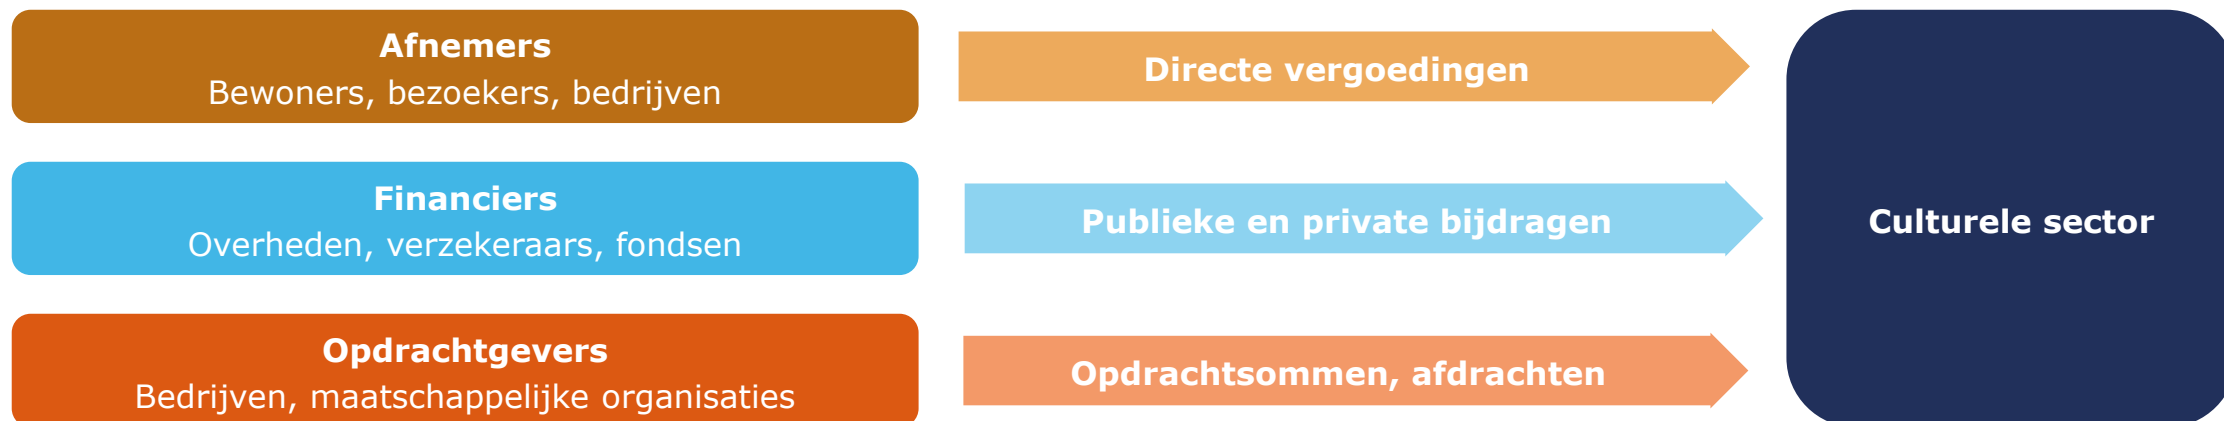 Afnemers
Bewoners, bezoekers, bedrijven
Directe vergoedingen
Financiers
Overheden, verzekeraars, fondsen
Publieke en private bijdragen
Culturele sector
Opdrachtgevers
Bedrijven, maatschappelijke organisaties
Opdrachtsommen, afdrachten